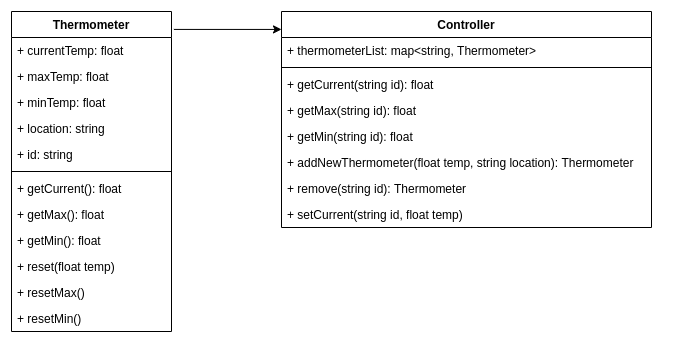 Thermometer
+ currentTemp: float
+ maxTemp: float
+ minTemp: float
+ location: string
+ id: string
+ getCurrent(): float
+ getMax(): float
+ getMin(): float
+ reset(float temp)
+ resetMax()
+ resetMin()
Controller
+ thermometerList: map<string, Thermometer>
+ getCurrent(string id): float
+ getMax(string id): float
+ getMin(string id): float
+ addNewThermometer(float temp, string location): Thermometer
+ remove(string id): Thermometer
+ setCurrent(string id, float temp)